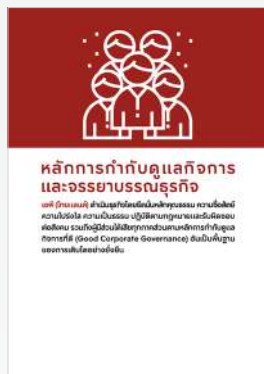 หลักการกำกับดูแลกิจการ
และจรรยาบรรณธุรกิจ
เอพี (ไทยแลนด์) ดำเนินธุรกิจโดยยึดมั่นหลักคุณธรรม ความซื่อสัตย์
ความโปร่งใส ความเป็นธรรม ปฏิบัติตามกฎหมายและรับผิดชอบ
ต่อสังคม รวมถึงผู้มีส่วนได้เสียทุกภาคส่วนตามหลักการกำกับดูแล
กิจการที่ดี (Good Corporate Governance) อันเป็นพื้นฐาน
ของการเติบโตอย่างยั่งยืน